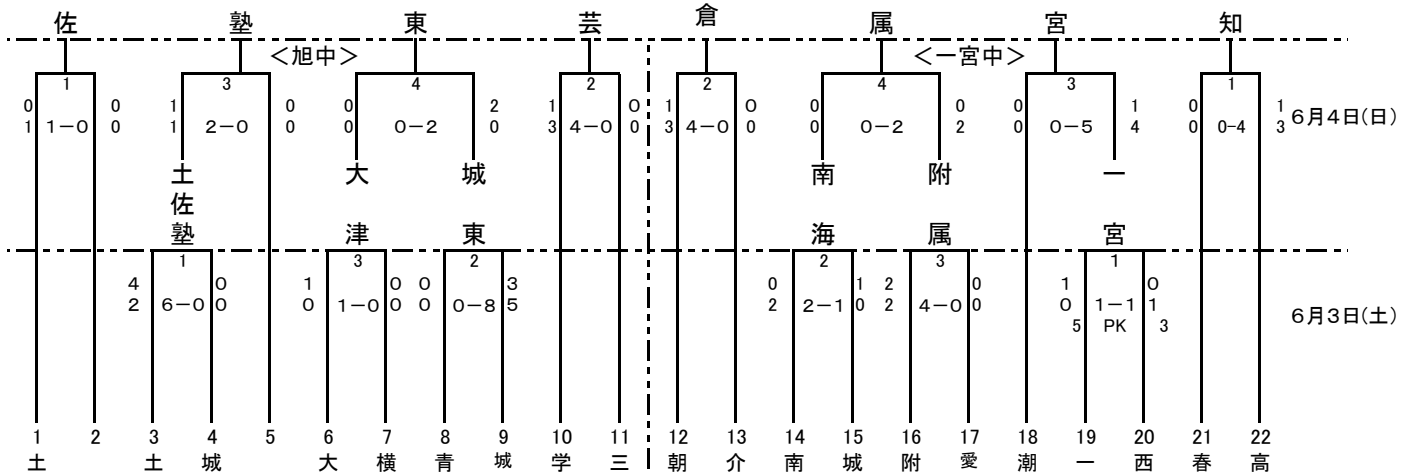 佐 塾 東 芸 倉 属 宮 知
＜旭中＞ ＜一宮中＞
1 3 4 2 2 4 3 1
0 0 1 0 0 2 1 0 1 0 0 0 0 1 0 1
1 1－0 0 1 2－0 0 0 0－2 0 3 4－0 0 3 4－0 0 0 0－2 2 0 0－5 4 0 0-4 3 6月4日(日)
土 大 城 南 附 一
佐
塾 津 東 海 属 宮
1 3 2 2 3 1
4 0 1 0 0 3 0 1 2 0 1 0
2 6－0 0 0 1－0 0 0 0－8 5 2 2－1 0 2 4－0 0 0 1－1 1 6月3日(土)
5 PK 3
1 2 3 4 5 6 7 8 9 10 11 12 13 14 15 16 17 18 19 20 21 22
土 土 城 大 横 青 城 学 三 朝 介 南 城 附 愛 潮 一 西 春 高